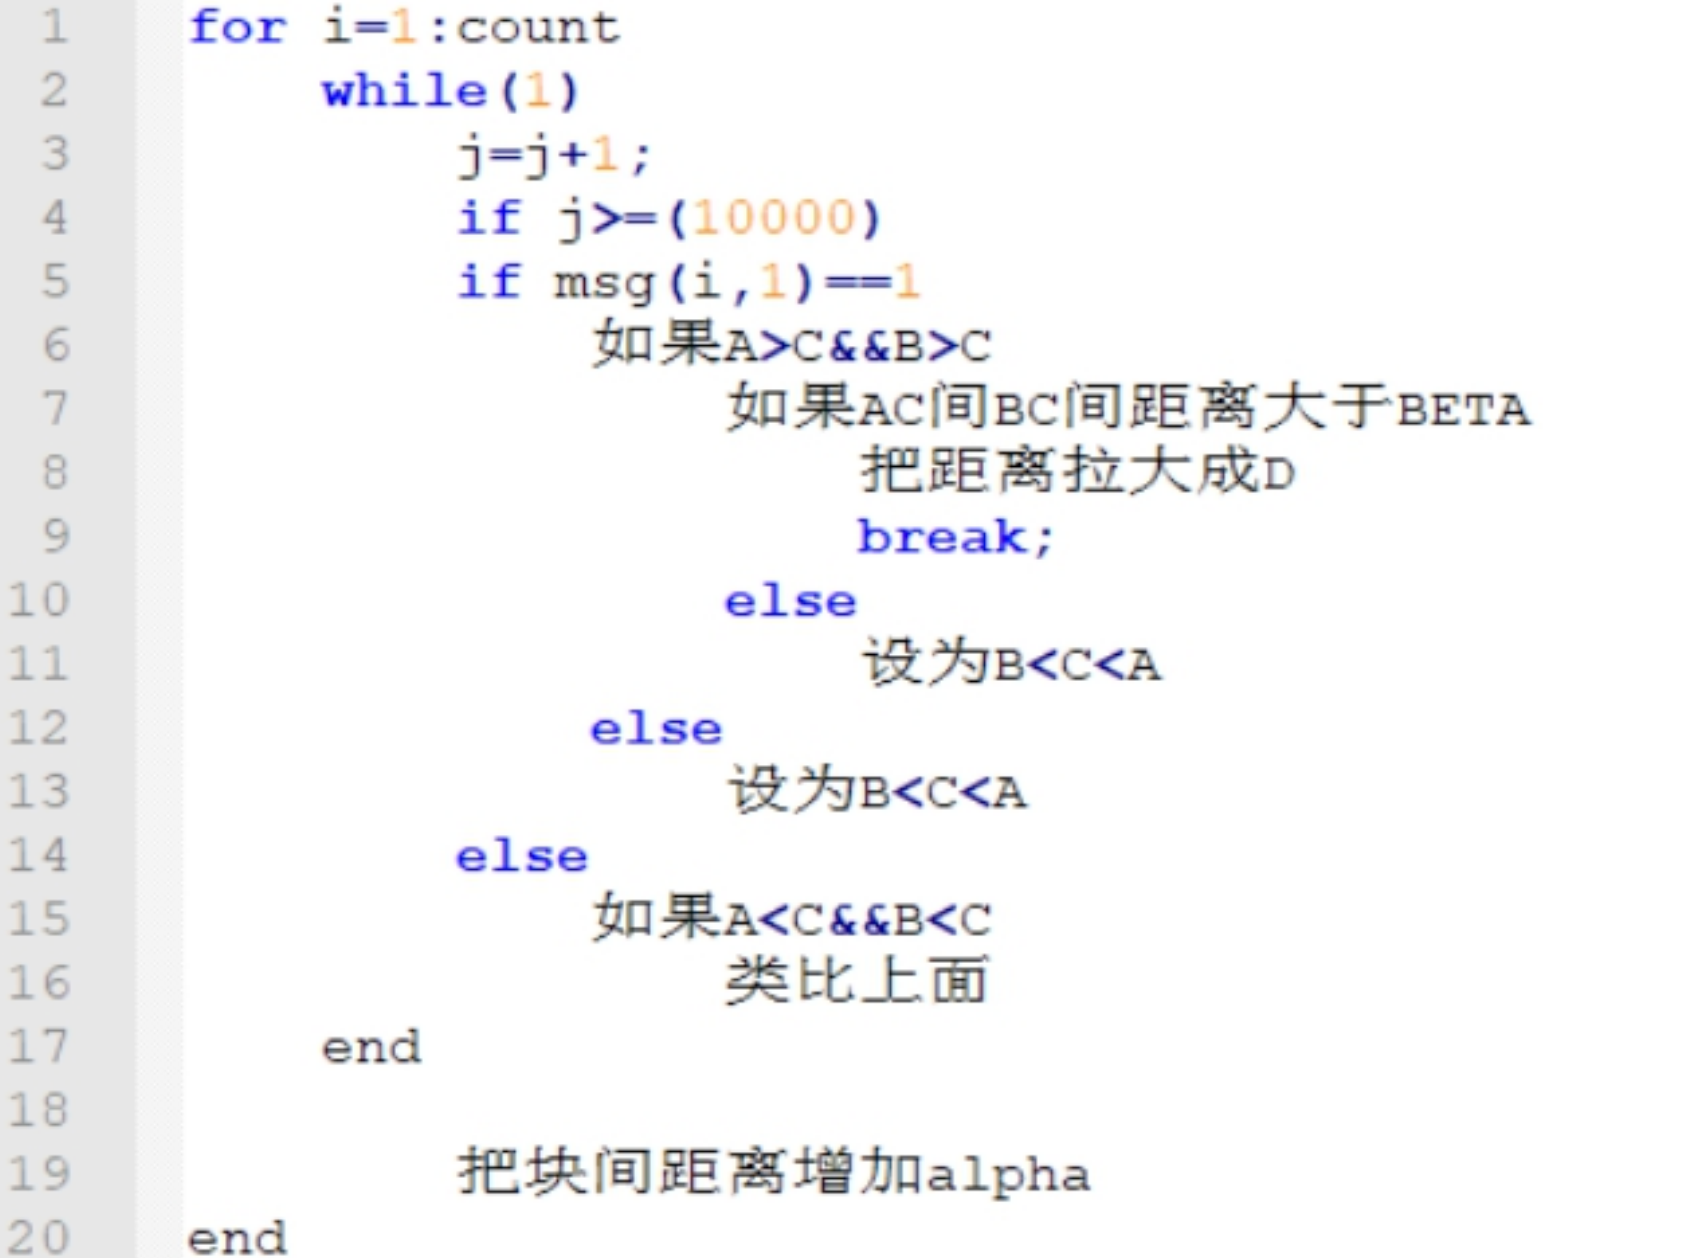 1 for i=1:count
2 while(1)
3 j=j+1;
4 if j>=(10000)
5 if msg(i,1)==1
6 如果A>C&&B>C
7 如果AC间BC间距离大于BETA
8 把距离拉大成D
9 break;
10 else
11 设为B<C<A
12 else
13 设为B<C<A
14 else
15 如果A<C&&B<C
16 类比上面
17 end
18
19 把块间距离增加alpha
20 end